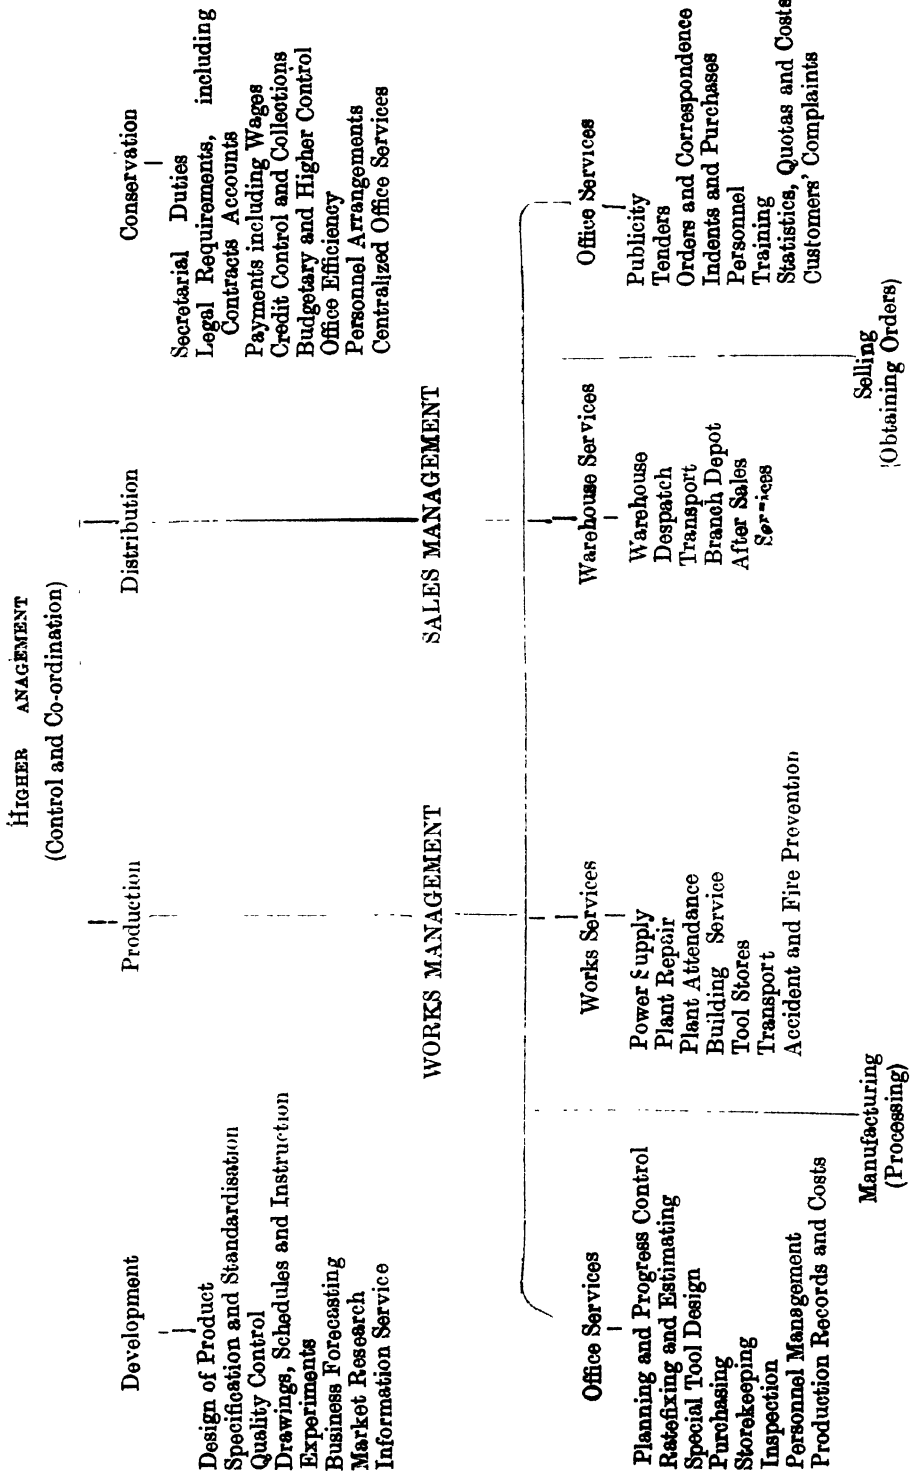 HIGHER ANAGEMENT
(Control and Co-ordination)
Development
Design of Product
Specification and Standardisation
Quality Control
Drawings, Schedules and Instruction
Experiments
Business Forecasting
Market Research
Information Service
Production
Distribution
Conservation
Secretarial Duties
Legal Requirements, including
Contracts Accounts
Payments including Wages
Credit Control and Collections
Budgetary and Higher Control
Office Efficiency
Personnel Arrangements
Centralized Office Services
WORKS MANAGEMENT
SALES MANAGEMENT
Office Services
Planning and Progress Control
Ratefixing and Estimating
Special Tool Design
Purchasing
Storekeeping
Inspection
Personnel Management
Production Records and Costs
Works Services
Power Supply
Plant Repair
Plant Attendance
Building Service
Tool Stores
Transport
Accident and Fire Prevention
Warehouse Services
Warehouse
Despatch
Transport
Branch Depot
After Sales
Services
Office Services
Publicity
Tenders
Orders and Correspondence
Indents and Purchases
Personnel
Training
Statistics, Quotas and Costs
Customers' Complaints
Manufacturing
(Processing)
Selling
(Obtaining Orders)